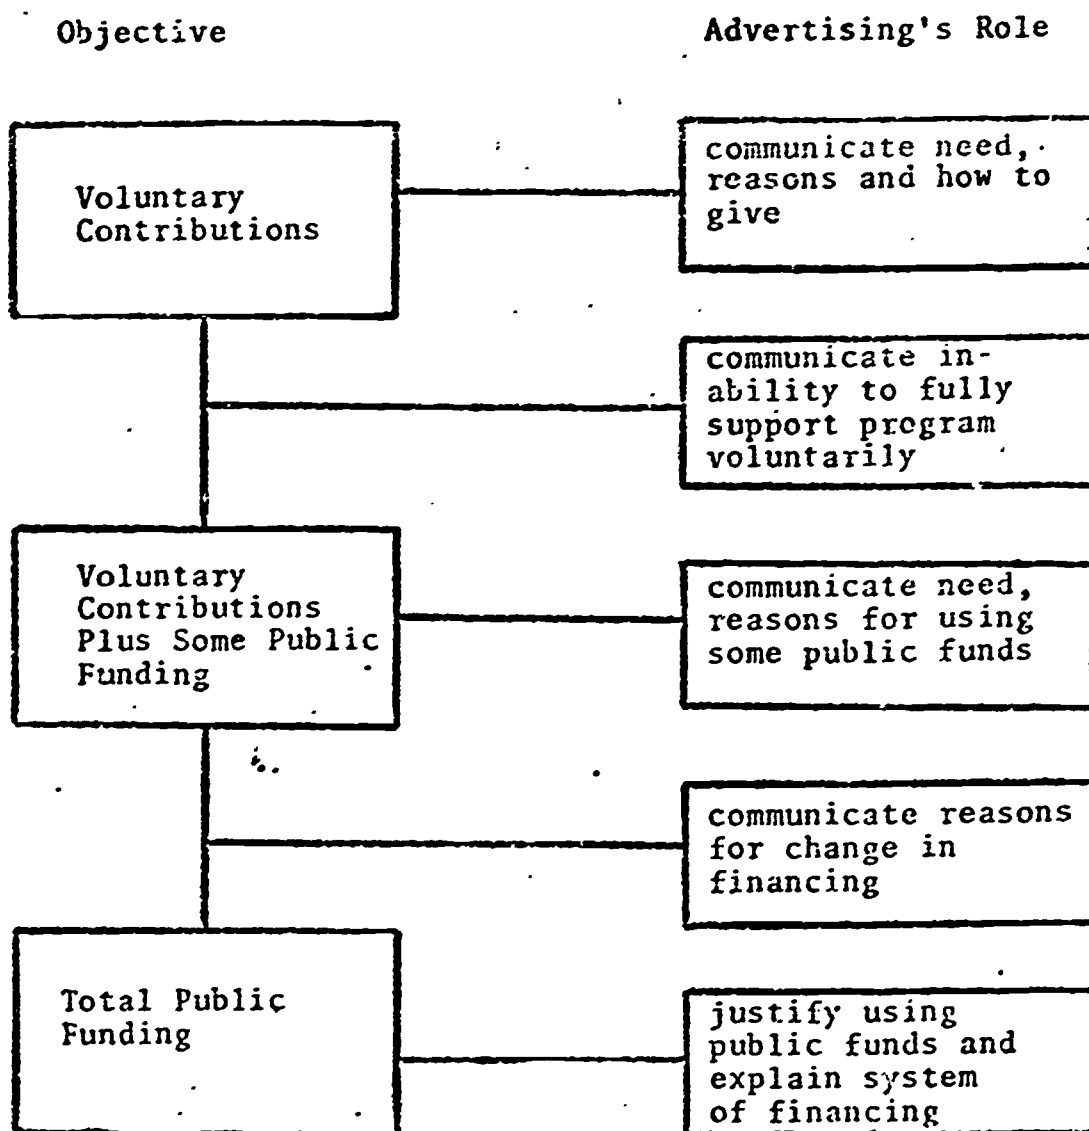 Objective
Advertising's Role
Voluntary
Contributions
communicate need,
reasons and how to
give
communicate in-
ability to fully
support program
voluntarily
Voluntary
Contributions
Plus Some Public
Funding
communicate need,
reasons for using
some public funds
communicate reasons
for change in
financing
Total Public
Funding
justify using
public funds and
explain system
of financing